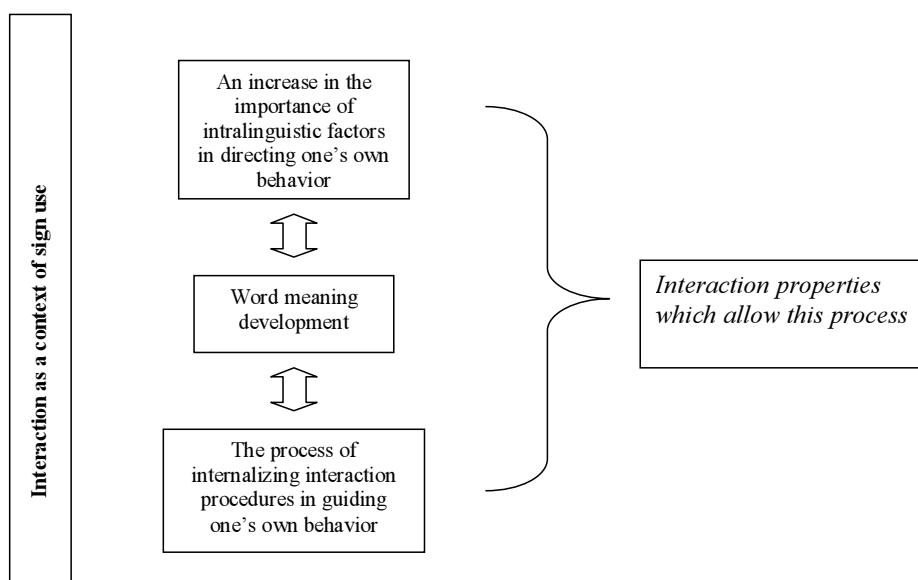 Interaction as a context of sign use
An increase in the
importance of
intralinguistic factors
in directing one’s own
behavior
Word meaning
development
The process of
internalizing interaction
procedures in guiding
one’s own behavior
Interaction properties
which allow this process